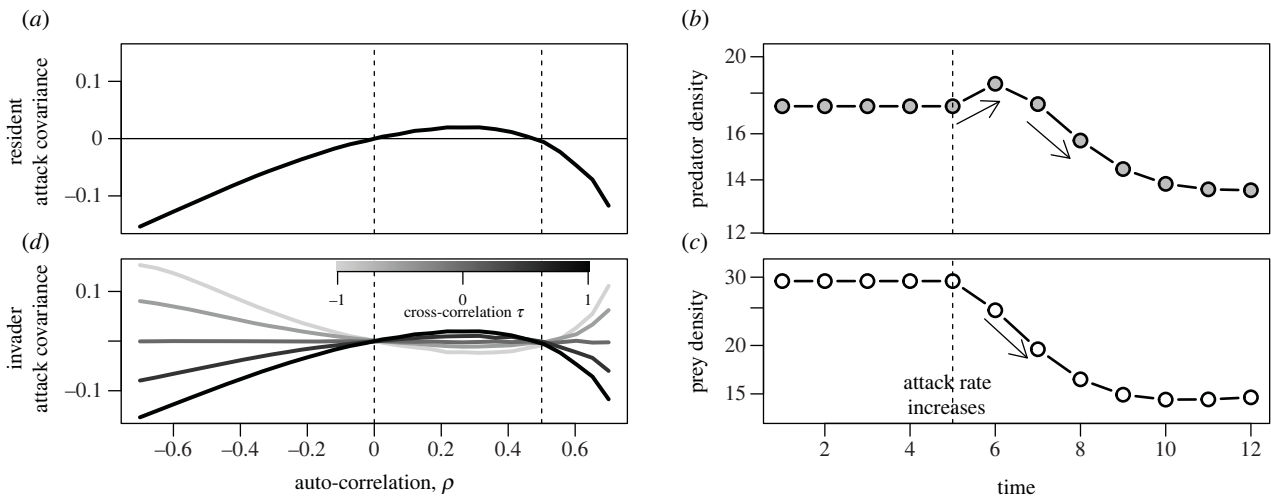 (a)
resident
attack covariance
0.1
0
–0.1
(b)
predator density
20
16
14
12
(d)
invader
attack covariance
0.1
–0.1
–1
0
1
cross-correlation τ
–0.6
–0.4
–0.2
0
0.2
0.4
0.6
auto-correlation, ρ
(c)
prey density
30
20
15
attack rate
increases
2
4
6
8
10
12
time